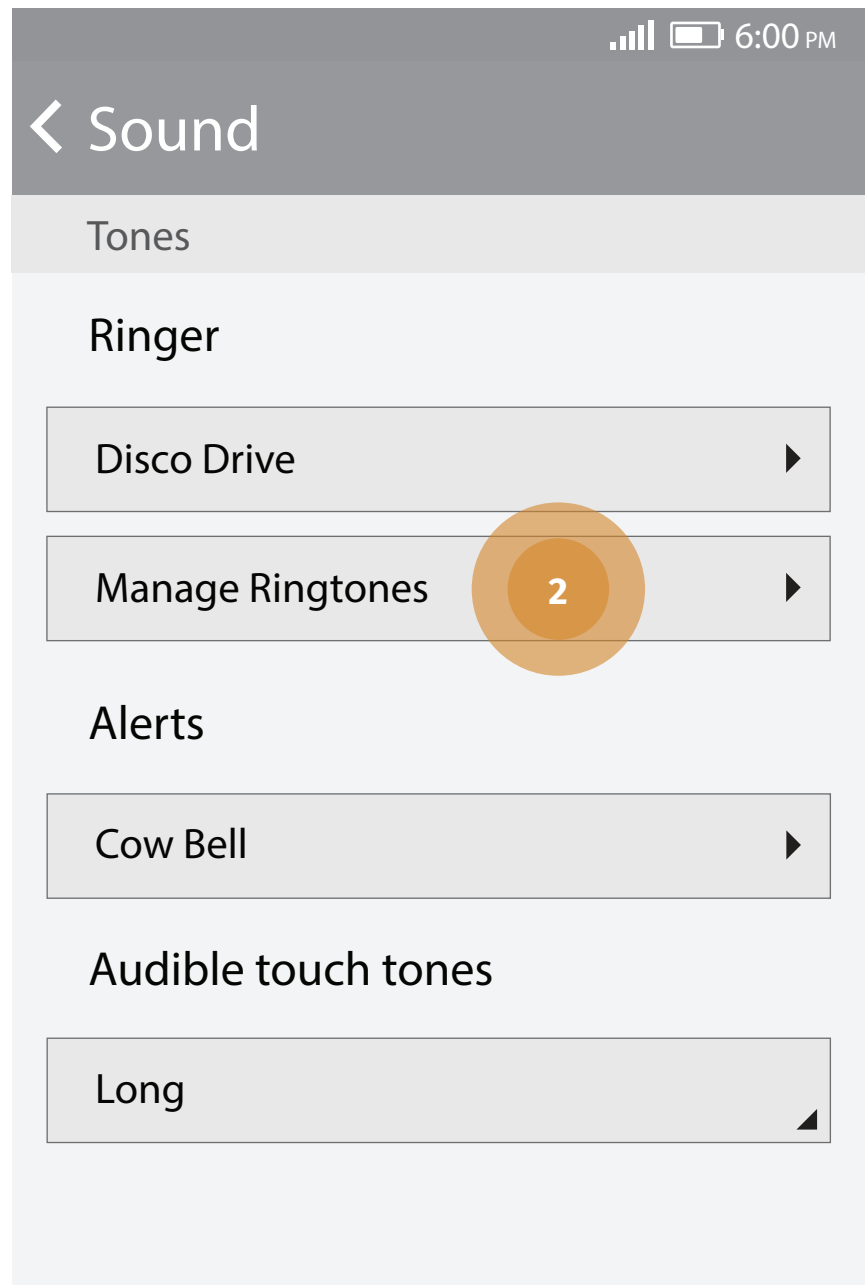 6:00 PM
Sound
Tones
Ringer
Disco Drive
Manage Ringtones 2
Alerts
Cow Bell
Audible touch tones
Long